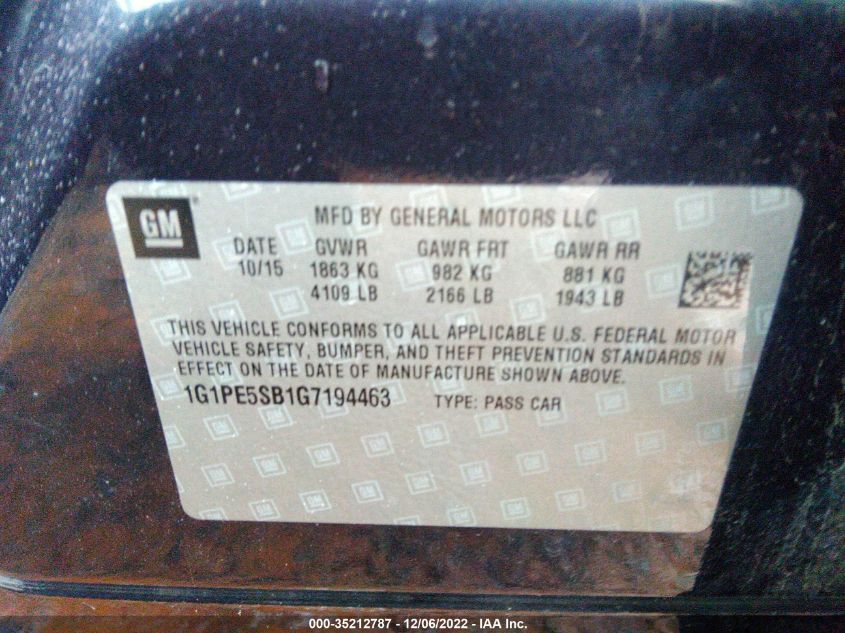 GM
MFD BY GENERAL MOTORS LLC
DATE GVWR GAWR FRT GAWR RR
10/15 1863 KG 982 KG 881 KG
4109 LB 2166 LB 1943 LB
THIS VEHICLE CONFORMS TO ALL APPLICABLE U.S. FEDERAL MOTOR
VEHICLE SAFETY, BUMPER, AND THEFT PREVENTION STANDARDS IN
EFFECT ON THE DATE OF MANUFACTURE SHOWN ABOVE.
1G1PE5SB1G7194463 TYPE: PASS CAR
000-35212787 - 12/06/2022 - IAA Inc.